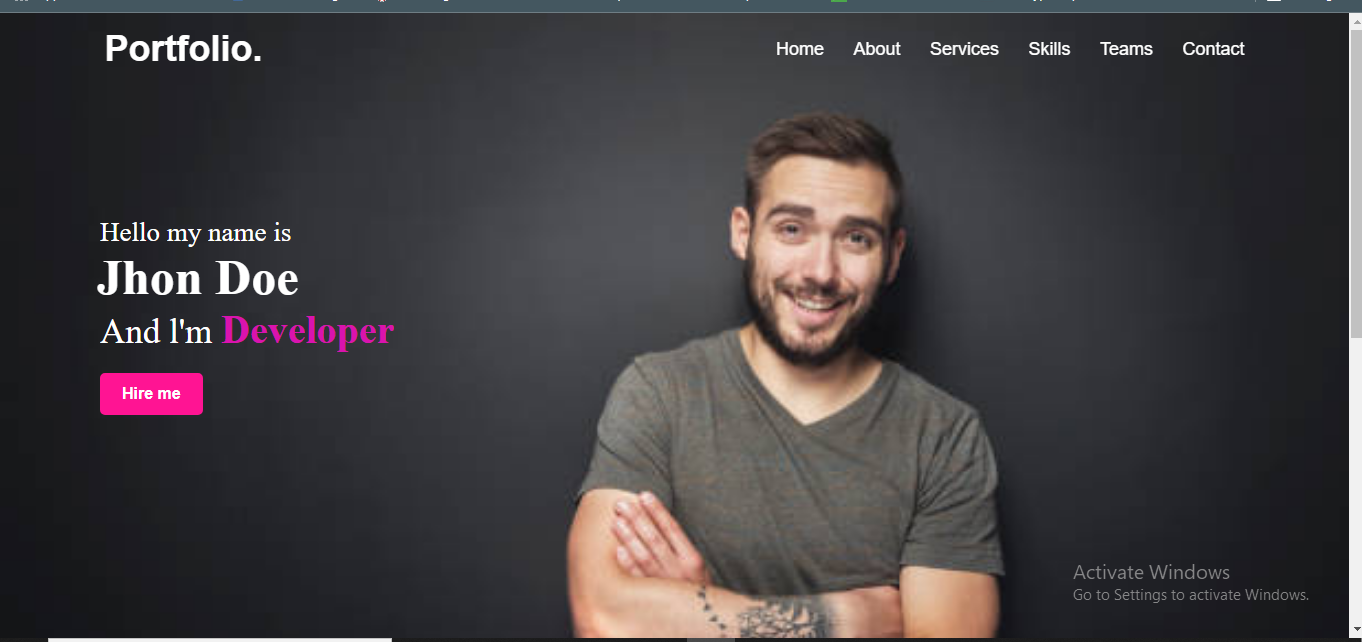 Portfolio.
Home About Services Skills Teams Contact
Hello my name is
Jhon Doe
And l'm Developer
Hire me
Activate Windows
Go to Settings to activate Windows.